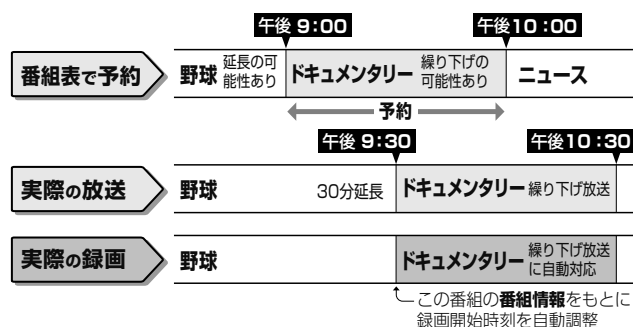 午後 9:00 午後10:00
番組表で予約 野球 延長の可能性あり ドキュメンタリー 繰り下げの可能性あり ニュース
予約
午後 9:30 午後10:30
実際の放送 野球 30分延長 ドキュメンタリー 繰り下げ放送
実際の録画 野球 ドキュメンタリー 繰り下げ放送に自動対応
この番組の番組情報をもとに
録画開始時刻を自動調整